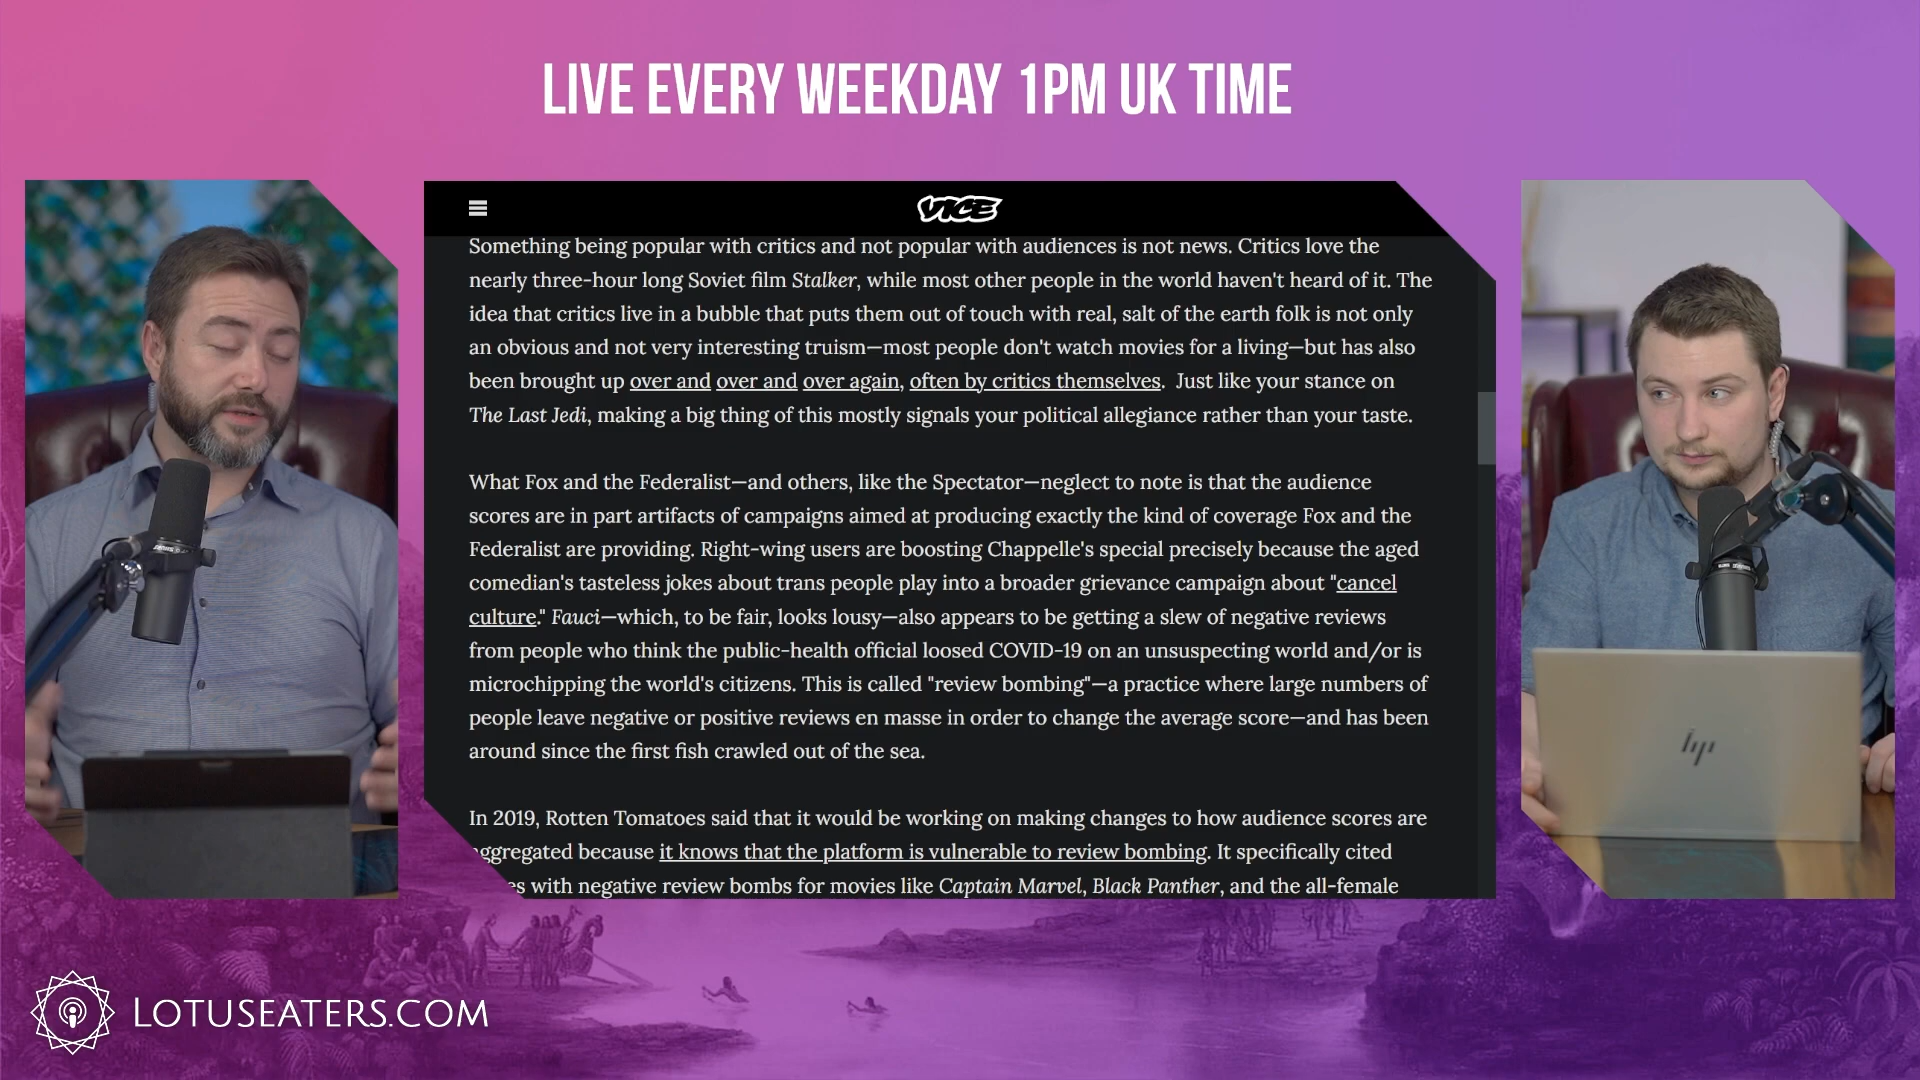 LIVE EVERY WEEKDAY 1PM UK TIME
VICE
Something being popular with critics and not popular with audiences is not news. Critics love the
nearly three-hour long Soviet film Stalker, while most other people in the world haven't heard of it. The
idea that critics live in a bubble that puts them out of touch with real, salt of the earth folk is not only
an obvious and not very interesting truism—most people don't watch movies for a living—but has also
been brought up over and over and over again, often by critics themselves. Just like your stance on
The Last Jedi, making a big thing of this mostly signals your political allegiance rather than your taste.
What Fox and the Federalist—and others, like the Spectator—neglect to note is that the audience
scores are in part artifacts of campaigns aimed at producing exactly the kind of coverage Fox and the
Federalist are providing. Right-wing users are boosting Chappelle's special precisely because the aged
comedian's tasteless jokes about trans people play into a broader grievance campaign about "cancel
culture." Fauci—which, to be fair, looks lousy—also appears to be getting a slew of negative reviews
from people who think the public-health official loosed COVID-19 on an unsuspecting world and/or is
microchipping the world's citizens. This is called "review bombing"—a practice where large numbers of
people leave negative or positive reviews en masse in order to change the average score—and has been
around since the first fish crawled out of the sea.
In 2019, Rotten Tomatoes said that it would be working on making changes to how audience scores are
aggregated because it knows that the platform is vulnerable to review bombing. It specifically cited
with negative review bombs for movies like Captain Marvel, Black Panther, and the all-female
hp
LOTUSEATERS.COM